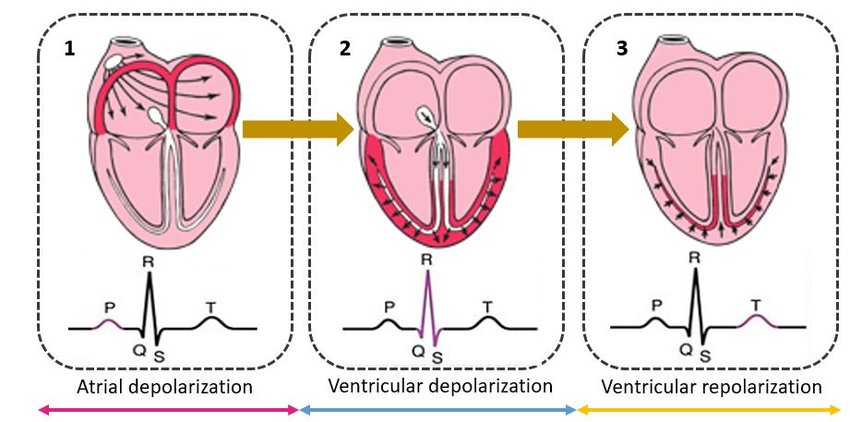 1
R
P
T
Q
S
Atrial depolarization
2
R
P
T
Q
S
Ventricular depolarization
3
R
P
T
Q
S
Ventricular repolarization